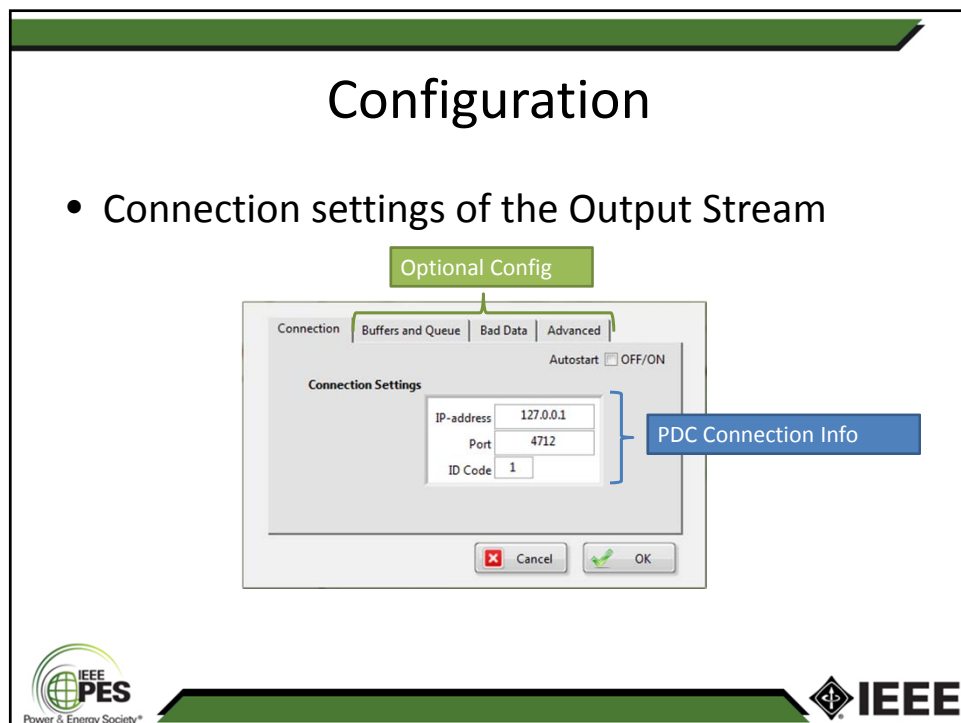 Configuration
• Connection settings of the Output Stream
Optional Config
Connection Buffers and Queue Bad Data Advanced
Autostart OFF/ON
Connection Settings
IP-address 127.0.0.1
Port 4712
ID Code 1
PDC Connection Info
Cancel OK
IEEE
PES
Power & Energy Society®
IEEE